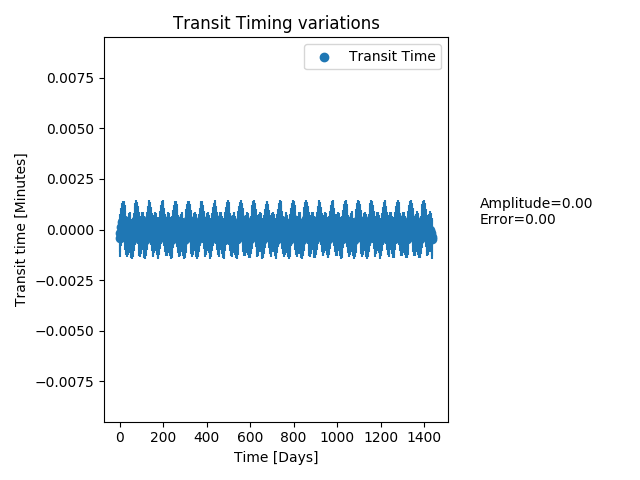 Transit Timing variations
Transit Time
0.0075
0.0050
0.0025
0.0000
−0.0025
−0.0050
−0.0075
Transit time [Minutes]
Amplitude=0.00
Error=0.00
0 200 400 600 800 1000 1200 1400
Time [Days]